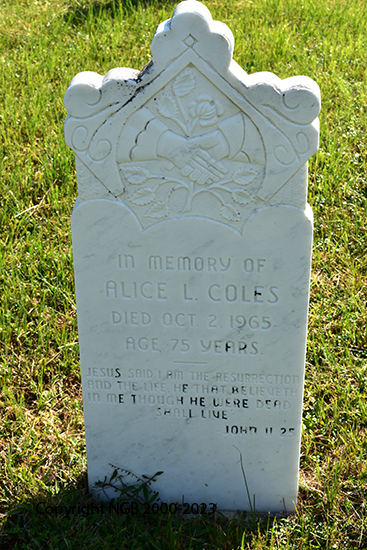 IN MEMORY OF
ALICE L. COLES
DIED OCT. 2, 1965
AGE, 75 YEARS.
JESUS SAID I AM THE RESURRECTION
AND THE LIFE, HE THAT BELIEVETH
IN ME THOUGH HE WERE DEAD
SHALL LIVE
JOHN 11 25
Copyright NGB 2000-2023